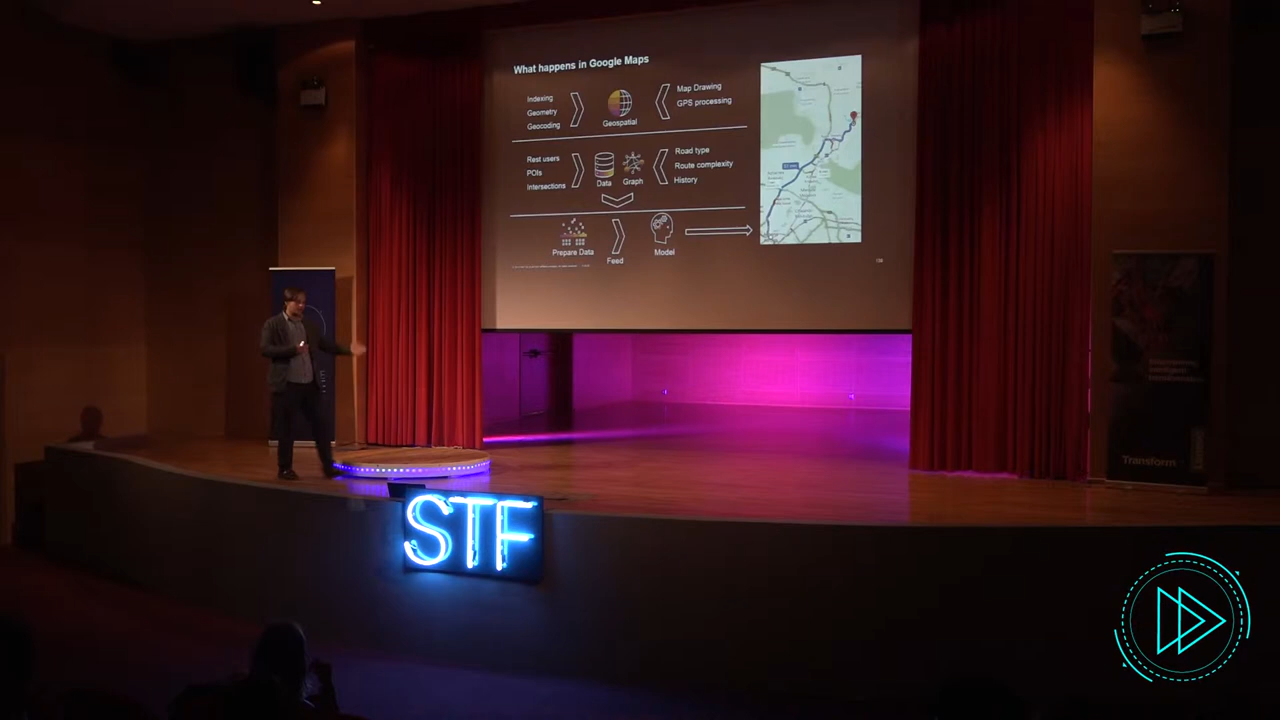 What happens in Google Maps
Indexing
Geometry
Geocoding
Geospatial
Map Drawing
GPS processing
Rest users
POIs
Intersections
Data
Graph
Road type
Route complexity
History
Prepare Data
Feed
Model
STF
Transform